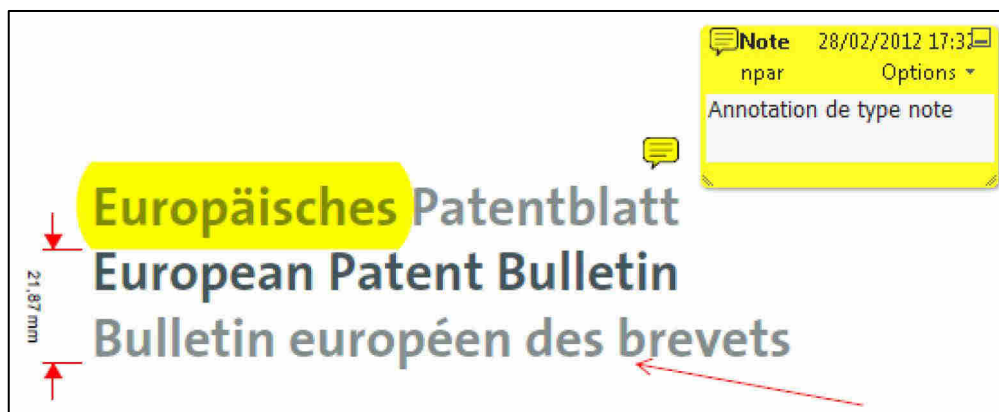 Note 28/02/2012 17:32
npar Options
Annotation de type note
Europäisches Patentblatt
European Patent Bulletin
Bulletin européen des brevets
21,87 mm